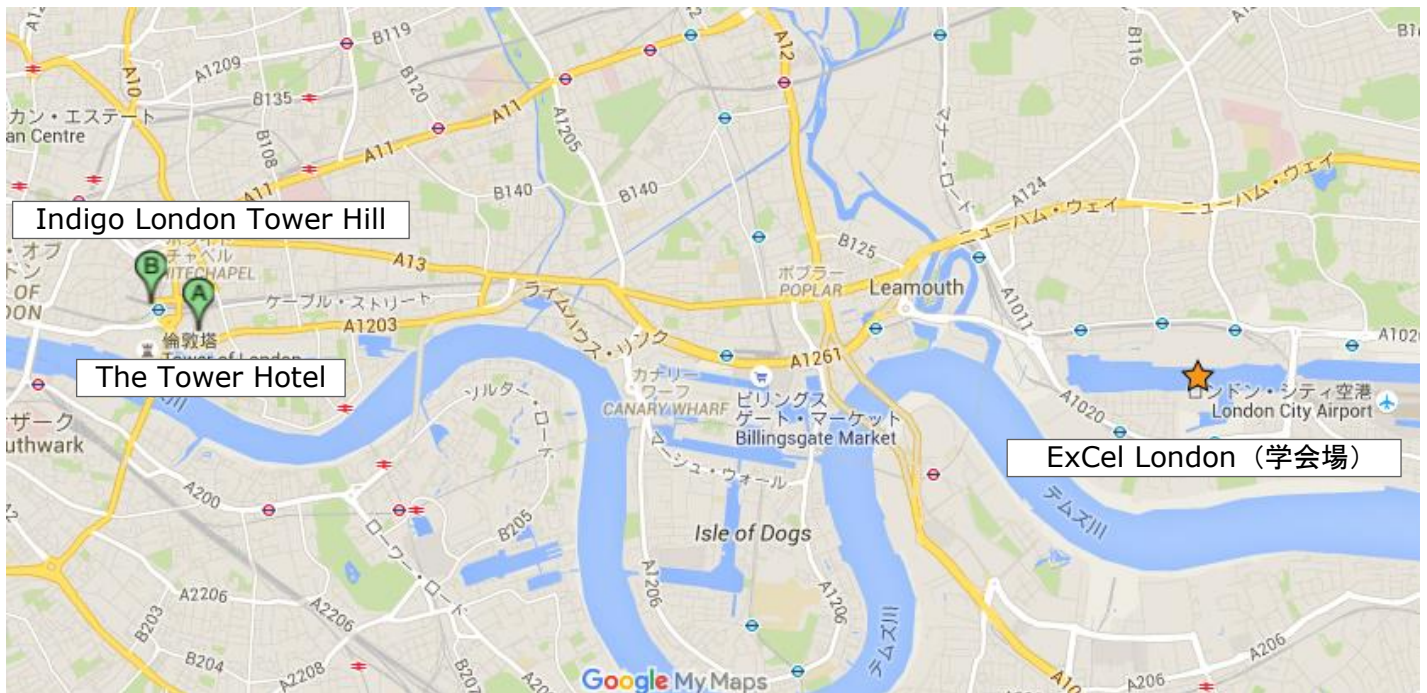 A12
B119
A10
A1209
B120
B116
B135
カン・エステート
an Centre
A11
A1205
B108
A11
マナー・ロード
B140
B140
A124
A11
ニューハム・ウェイ
ニューハム・ウェイ
Indigo London Tower Hill
・オブ
チャペル
ITECHAPEL
B125
A13
B
ポプラー
POPLAR
Leamouth
OF
DON
A
ケーブル・ストリート
ライムハウス・リンク
A1011
A1203
A1020
倫敦塔
Tower of London
A1261
The Tower Hotel
カナリー
ワーフ
CANARY WHARF
ビリングス
ゲート・マーケット
Billingsgate Market
ソルター・ロード
ロンドン・シティ空港
London City Airport
A1020
ザーク
uthwark
マーシュ・ウォール
ExCel London（学会場）
A200
テムズ川
B205
ローワー・ロード
Isle of Dogs
A2206
A2206
A1206
A1206
B203
テムズ川
A206
B204
A2208
Google My Maps
A206